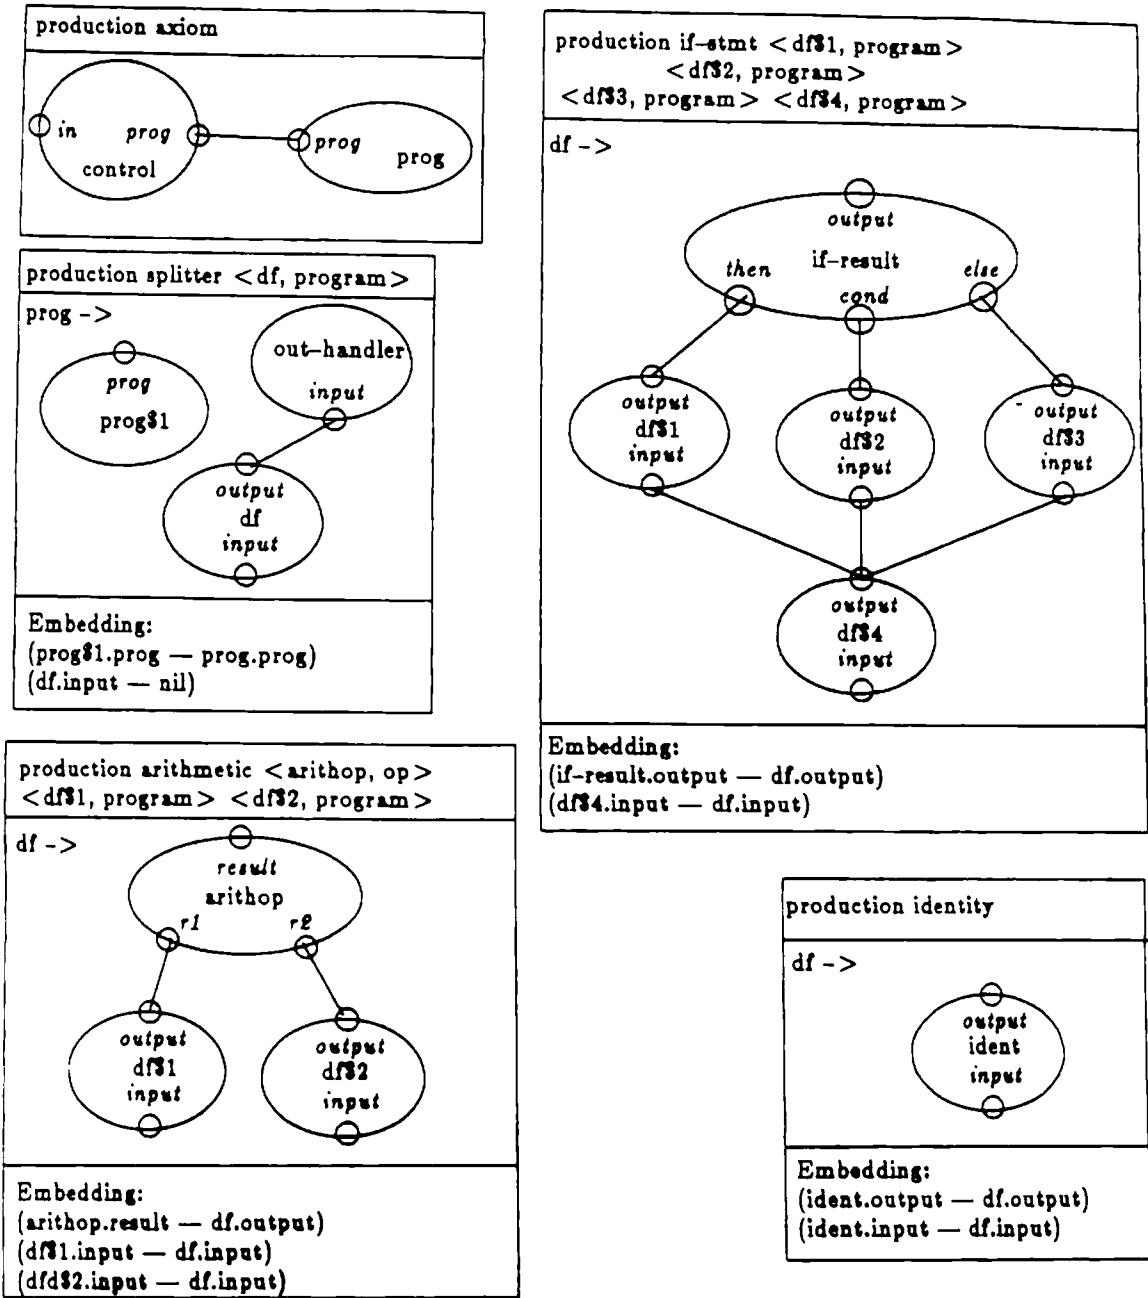 production axiom
in prog
control
prog
prog
production splitter <df, program>
prog ->
out-handler
input
prog
prog$1
output
df
input
Embedding:
(prog$1.prog — prog.prog)
(df.input — nil)
production arithmetic <arithop, op>
<df$1, program> <df$2, program>
df ->
result
arithop
r1 r2
output
df$1
input
output
df$2
input
Embedding:
(arithop.result — df.output)
(df$1.input — df.input)
(dfd$2.input — df.input)
production if-stmt <df$1, program>
<df$2, program>
<df$3, program> <df$4, program>
df ->
output
if-result
then else
cond
output
df$1
input
output
df$2
input
output
df$3
input
output
df$4
input
Embedding:
(if-result.output — df.output)
(df$4.input — df.input)
production identity
df ->
output
ident
input
Embedding:
(ident.output — df.output)
(ident.input — df.input)